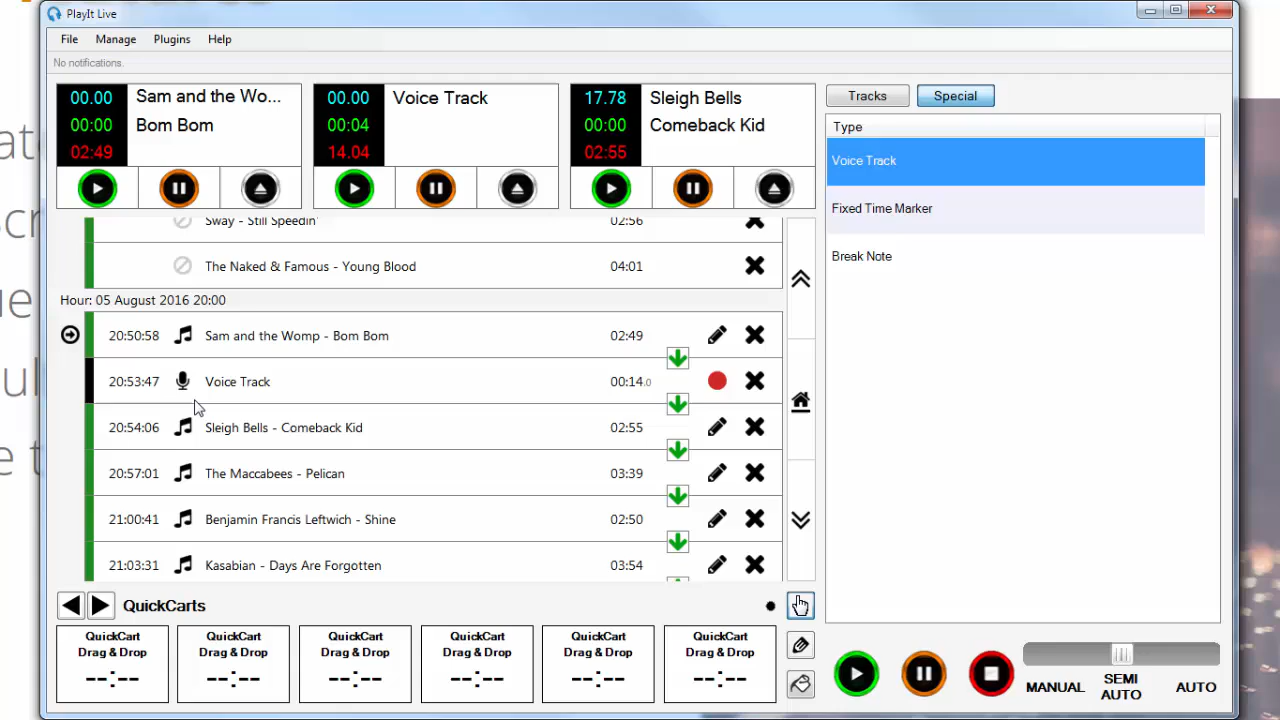 PlayIt Live
File Manage Plugins Help
No notifications.
00.00 Sam and the Wo...
00:00 Bom Bom
02:49
00.00 Voice Track
00:04
14.04
17.78 Sleigh Bells
00:00 Comeback Kid
02:55
Tracks Special
Type
Voice Track
Fixed Time Marker
Break Note
Sway - Still Speedin' 02:56
The Naked & Famous - Young Blood 04:01
Hour: 05 August 2016 20:00
20:50:58 Sam and the Womp - Bom Bom 02:49
20:53:47 Voice Track 00:14.0
20:54:06 Sleigh Bells - Comeback Kid 02:55
20:57:01 The Maccabees - Pelican 03:39
21:00:41 Benjamin Francis Leftwich - Shine 02:50
21:03:31 Kasabian - Days Are Forgotten 03:54
QuickCarts
QuickCart QuickCart QuickCart QuickCart QuickCart QuickCart
Drag & Drop Drag & Drop Drag & Drop Drag & Drop Drag & Drop Drag & Drop
--:-- --:-- --:-- --:-- --:-- --:--
MANUAL SEMI AUTO AUTO